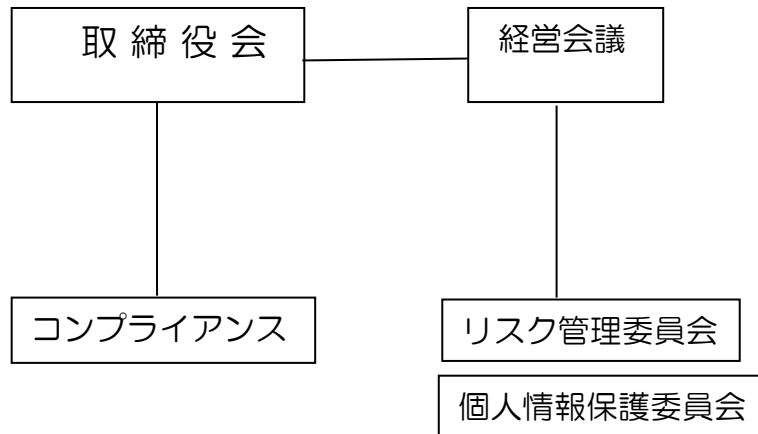 取 締 役 会
経営会議
コンプライアンス
リスク管理委員会
個人情報保護委員会